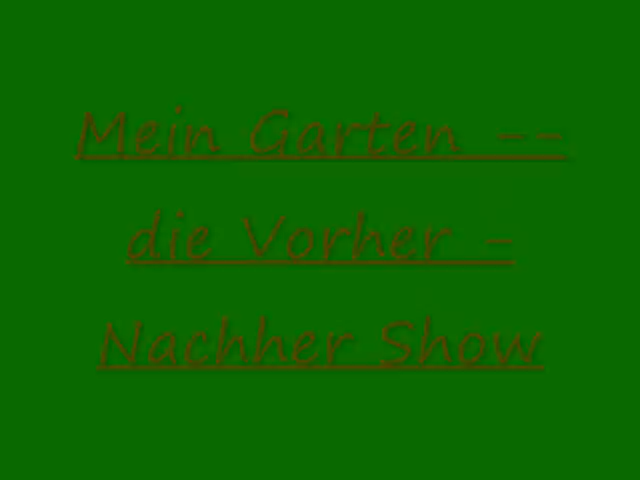 Mein Garten --
die Vorher -
Nachher Show